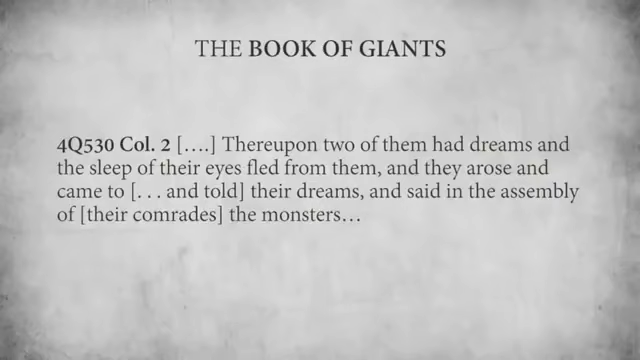 THE BOOK OF GIANTS
4Q530 Col. 2 [….] Thereupon two of them had dreams and
the sleep of their eyes fled from them, and they arose and
came to [. . . and told] their dreams, and said in the assembly
of [their comrades] the monsters…